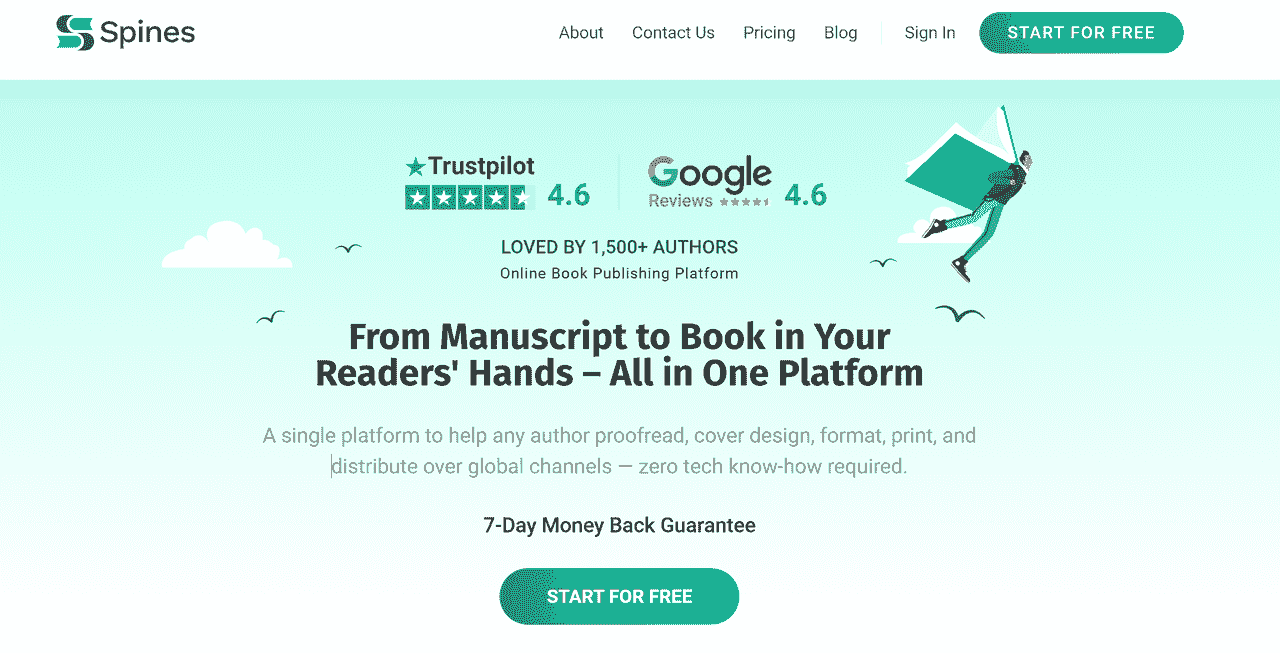 Spines
About Contact Us Pricing Blog Sign In START FOR FREE
Trustpilot
4.6
Google
Reviews 4.6
LOVED BY 1,500+ AUTHORS
Online Book Publishing Platform
From Manuscript to Book in Your
Readers' Hands – All in One Platform
A single platform to help any author proofread, cover design, format, print, and
distribute over global channels — zero tech know-how required.
7-Day Money Back Guarantee
START FOR FREE